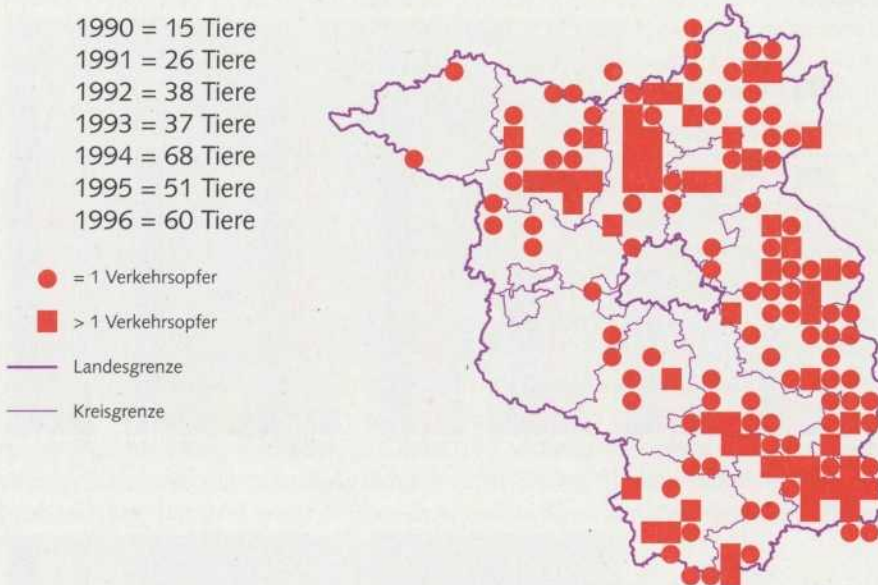 1990 = 15 Tiere
1991 = 26 Tiere
1992 = 38 Tiere
1993 = 37 Tiere
1994 = 68 Tiere
1995 = 51 Tiere
1996 = 60 Tiere
= 1 Verkehrsopfer
> 1 Verkehrsopfer
Landesgrenze
Kreisgrenze